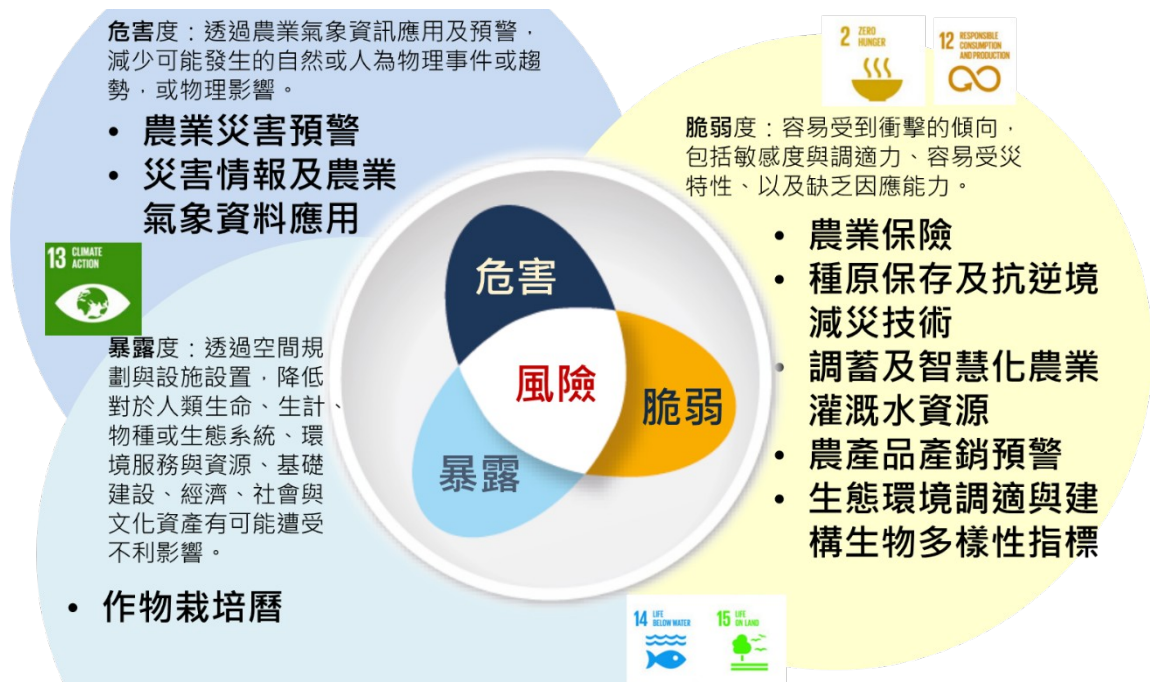 危害度：透過農業氣象資訊應用及預警，
減少可能發生的自然或人為物理事件或趨
勢，或物理影響。
• 農業災害預警
• 災害情報及農業
氣象資料應用
13 CLIMATE
ACTION
暴露度：透過空間規
劃與設施設置，降低
對於人類生命、生計、
物種或生態系統、環
境服務與資源、基礎
建設、經濟、社會與
文化資產有可能遭受
不利影響。
• 作物栽培曆
危害
風險
脆弱
暴露
2 ZERO
HUNGER
12 RESPONSIBLE
CONSUMPTION
AND PRODUCTION
脆弱度：容易受到衝擊的傾向，
包括敏感度與調適力、容易受災
特性、以及缺乏因應能力。
• 農業保險
• 種原保存及抗逆境
減災技術
• 調蓄及智慧化農業
灌溉水資源
• 農產品產銷預警
• 生態環境調適與建
構生物多樣性指標
14 LIFE
BELOW WATER
15 LIFE
ON LAND